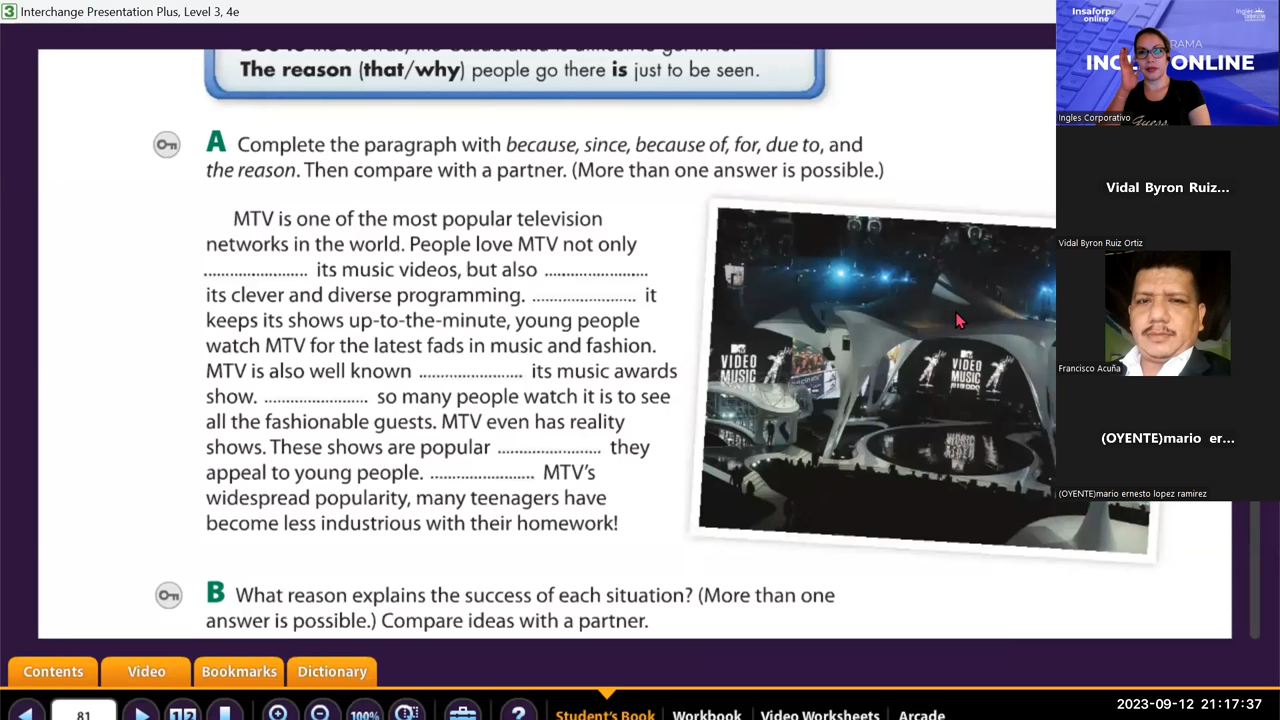 Interchange Presentation Plus, Level 3, 4e
The reason (that/why) people go there is just to be seen.
A Complete the paragraph with because, since, because of, for, due to, and
the reason. Then compare with a partner. (More than one answer is possible.)
MTV is one of the most popular television
networks in the world. People love MTV not only
........................ its music videos, but also ........................
its clever and diverse programming. ........................ it
keeps its shows up-to-the-minute, young people
watch MTV for the latest fads in music and fashion.
MTV is also well known ........................ its music awards
show. ........................ so many people watch it is to see
all the fashionable guests. MTV even has reality
shows. These shows are popular ........................ they
appeal to young people. ........................ MTV's
widespread popularity, many teenagers have
become less industrious with their homework!
VIDEO
MUSIC
VIDEO
MUSIC
B What reason explains the success of each situation? (More than one
answer is possible.) Compare ideas with a partner.
Contents
Video
Bookmarks
Dictionary
81
1 2
100%
?
Student's Book
Workbook
Video Worksheets
Arcade
Insaforp
online
Inglés
Corporativo
RAMA
ONLINE
Ingles Corporativo
Vidal Byron Ruiz...
Vidal Byron Ruiz Ortiz
Francisco Acuña
(OYENTE)mario er...
(OYENTE)mario ernesto lopez ramirez
2023-09-12 21:17:37